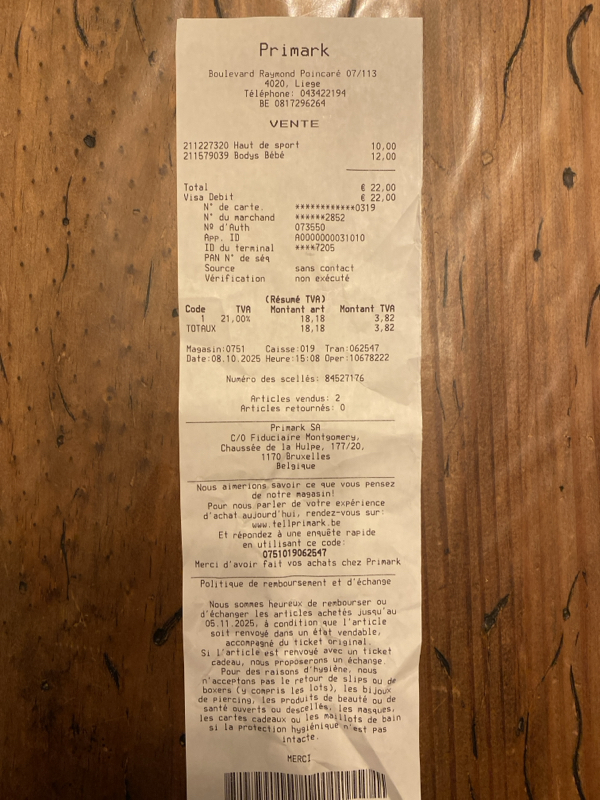 Primark
Boulevard Raymond Poincaré 07/113
4020, Liege
Téléphone: 043422194
BE 0817296264
VENTE
211227320 Haut de sport 10,00
211579039 Bodys Bébé 12,00
Total € 22,00
Visa Debit € 22,00
N° de carte. ************0319
N° du marchand ******2852
Nº d'Auth 073550
App. ID A0000000031010
ID du terminal ****7205
PAN N° de séq
Source sans contact
Vérification non exécuté
(Résumé TVA)
Code TVA Montant art Montant TVA
1 21,00% 18,18 3,82
TOTAUX 18,18 3,82
Magasin:0751 Caisse:019 Tran:062547
Date:08.10.2025 Heure:15:08 Oper:10678222
Numéro des scellés: 84527176
Articles vendus: 2
Articles retournés: 0
Primark SA
C/O Fiduciaire Montgomery,
Chaussée de la Hulpe, 177/20,
1170 Bruxelles
Belgique
Nous aimerions savoir ce que vous pensez
de notre magasin!
Pour nous parler de votre expérience
d'achat aujourd'hui, rendez-vous sur:
www.tellprimark.be
Et répondez à une enquête rapide
en utilisant ce code:
0751019062547
Merci d'avoir fait vos achats chez Primark
Politique de remboursement et d'échange
Nous sommes heureux de rembourser ou
d'échanger les articles achetés jusqu'au
05.11.2025, à condition que l'article
soit renvoyé dans un état vendable,
accompagné du ticket original.
Si l'article est renvoyé avec un ticket
cadeau, nous proposerons un échange.
Pour des raisons d'hygiène, nous
n'acceptons pas le retour de slips ou de
boxers (y compris les lots), les bijoux
de piercing, les produits de beauté ou de
santé ouverts ou descellés, les masques,
les cartes cadeaux ou les maillots de bain
si la protection hygiénique n'est pas
intacte.
MERCI